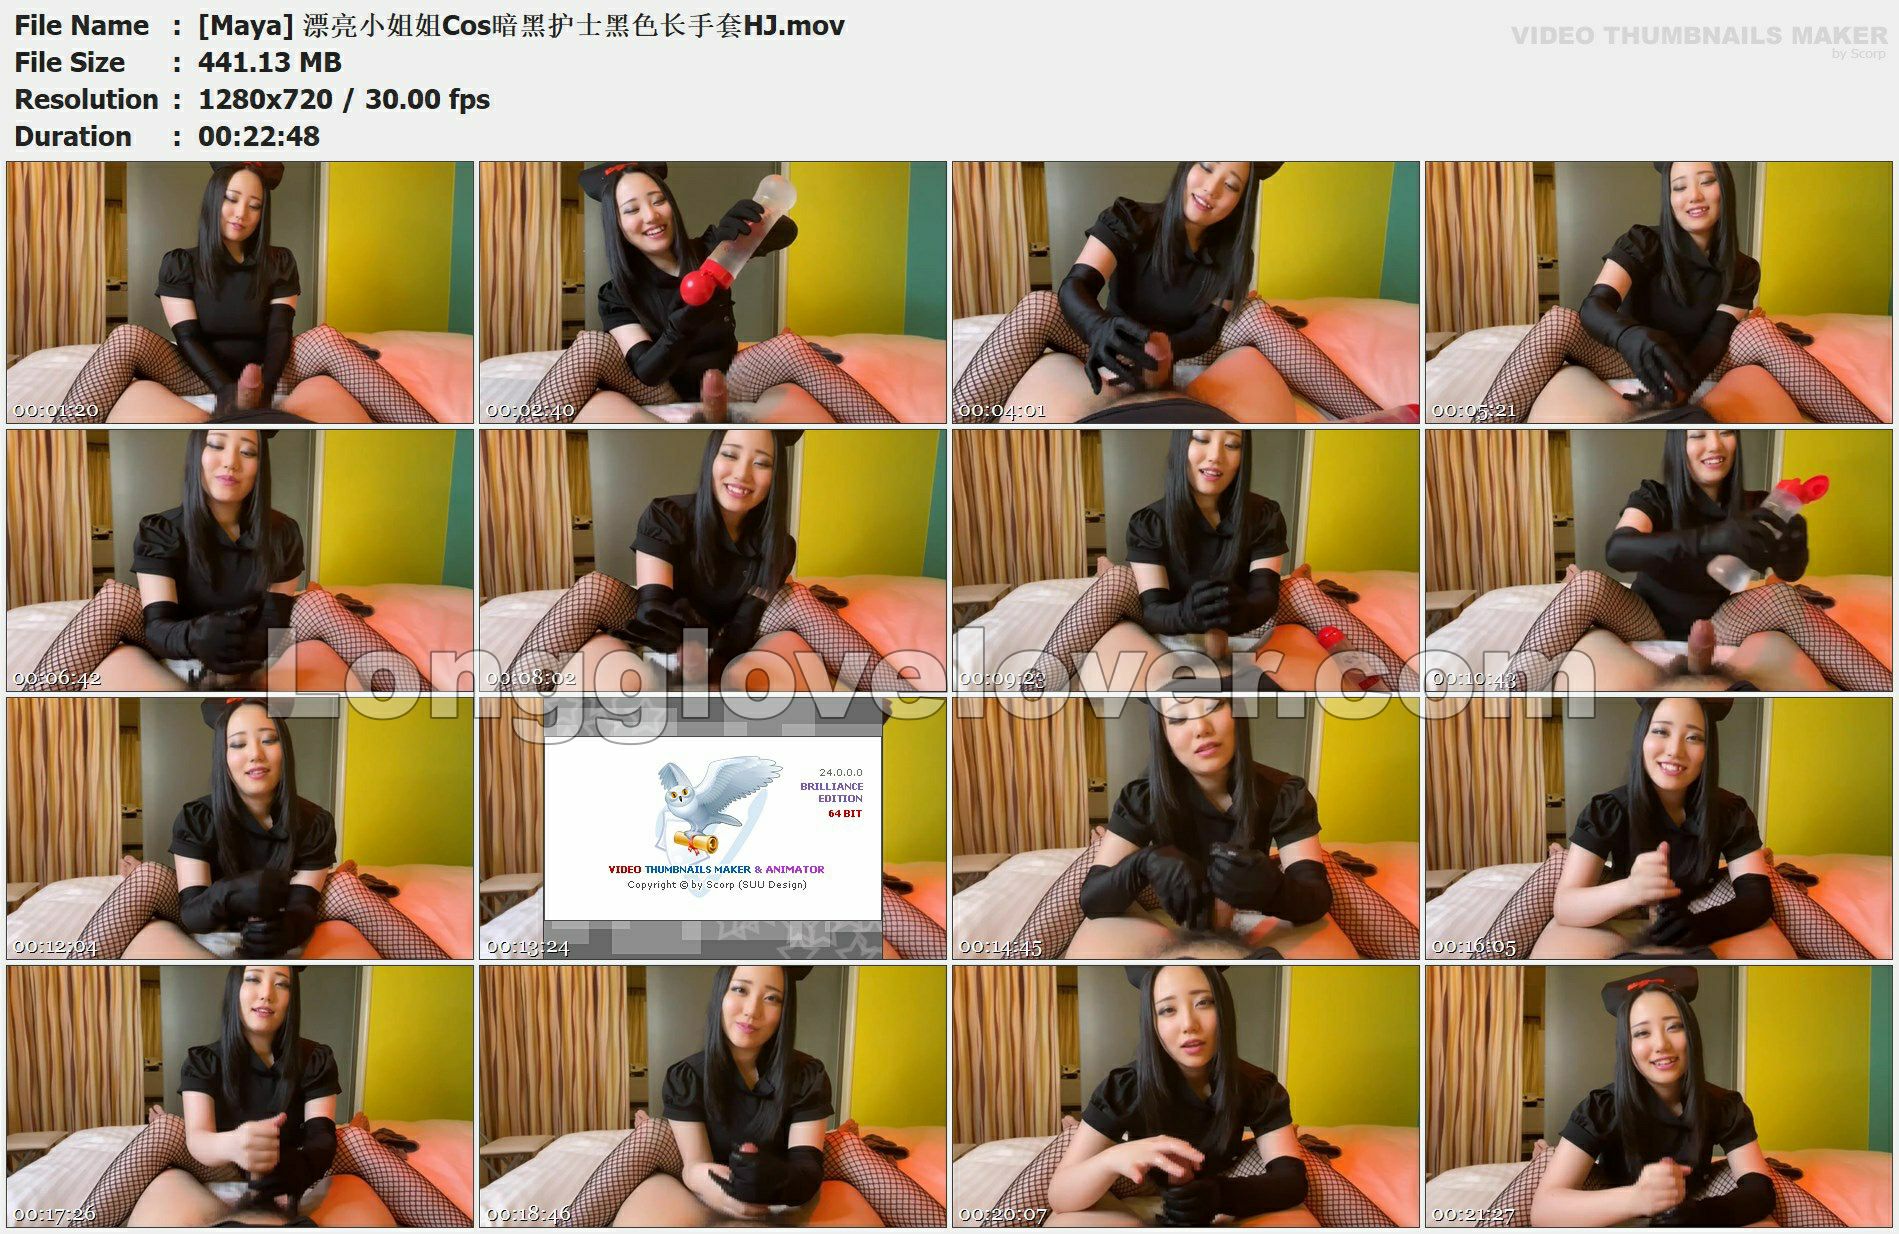 File Name : [Maya] 漂亮小姐姐Cos暗黑护士黑色长手套HJ.mov
File Size : 441.13 MB
Resolution : 1280x720 / 30.00 fps
Duration : 00:22:48
VIDEO THUMBNAILS MAKER
by Scorp
00:01:20
00:02:40
00:04:01
00:05:21
00:06:42
00:08:02
00:09:23
00:10:43
Longglovelover.com
24.0.0.0
BRILLIANCE
EDITION
64 BIT
VIDEO THUMBNAILS MAKER & ANIMATOR
Copyright © by Scorp (SUU Design)
00:12:04
00:13:24
00:14:45
00:16:05
00:17:26
00:18:46
00:20:07
00:21:27